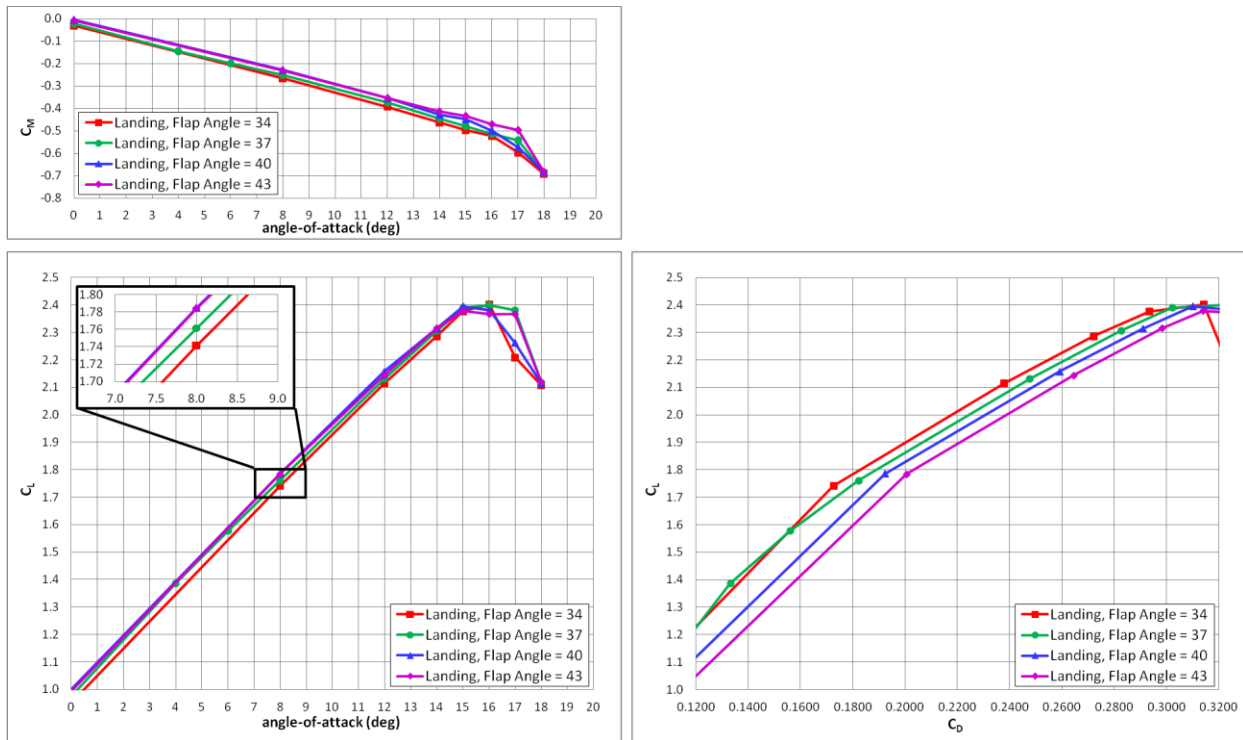 0.0
-0.1
-0.2
-0.3
-0.4
-0.5
-0.6
-0.7
-0.8
C_M
Landing, Flap Angle = 34
Landing, Flap Angle = 37
Landing, Flap Angle = 40
Landing, Flap Angle = 43
0 1 2 3 4 5 6 7 8 9 10 11 12 13 14 15 16 17 18 19 20
angle-of-attack (deg)
2.5
2.4
2.3
2.2
2.1
2.0
1.9
1.8
1.7
1.6
1.5
1.4
1.3
1.2
1.1
1.0
C_L
1.80
1.78
1.76
1.74
1.72
1.70
7.0 7.5 8.0 8.5 9.0
Landing, Flap Angle = 34
Landing, Flap Angle = 37
Landing, Flap Angle = 40
Landing, Flap Angle = 43
0 1 2 3 4 5 6 7 8 9 10 11 12 13 14 15 16 17 18 19 20
angle-of-attack (deg)
2.5
2.4
2.3
2.2
2.1
2.0
1.9
1.8
1.7
1.6
1.5
1.4
1.3
1.2
1.1
1.0
C_L
Landing, Flap Angle = 34
Landing, Flap Angle = 37
Landing, Flap Angle = 40
Landing, Flap Angle = 43
0.1200 0.1400 0.1600 0.1800 0.2000 0.2200 0.2400 0.2600 0.2800 0.3000 0.3200
C_D